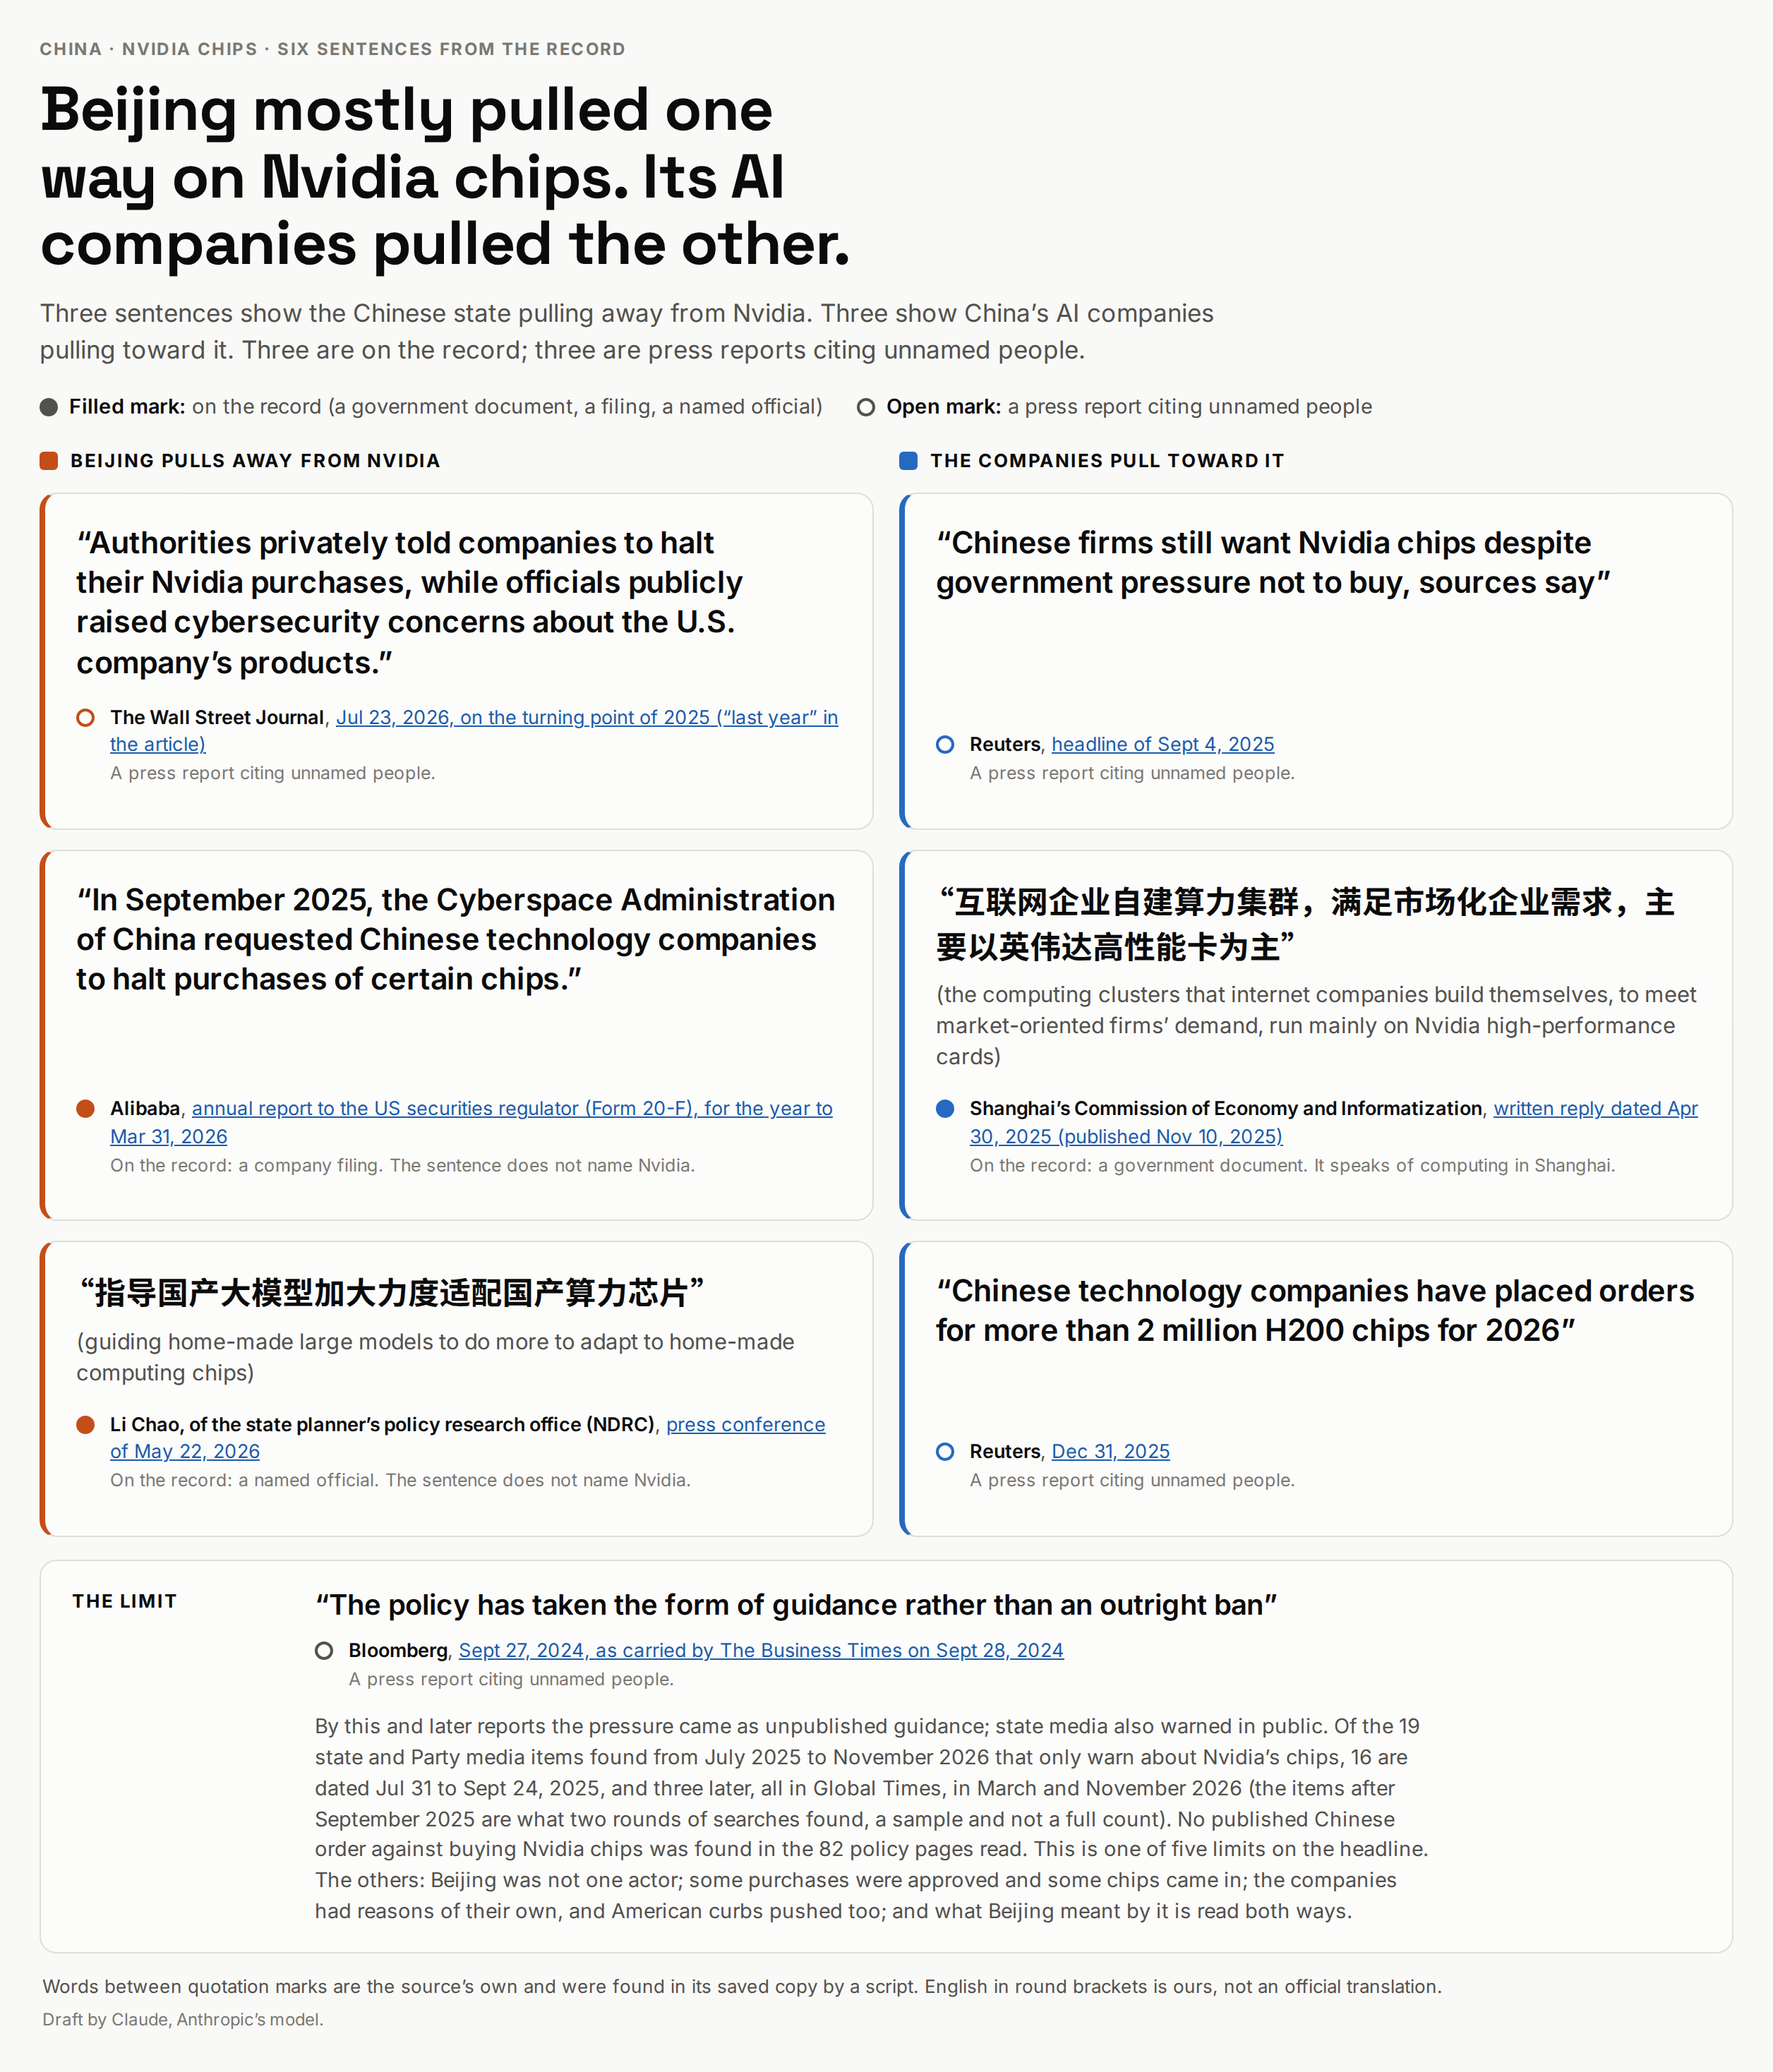 CHINA · NVIDIA CHIPS · SIX SENTENCES FROM THE RECORD
Beijing mostly pulled one
way on Nvidia chips. Its AI
companies pulled the other.
Three sentences show the Chinese state pulling away from Nvidia. Three show China’s AI companies
pulling toward it. Three are on the record; three are press reports citing unnamed people.
Filled mark: on the record (a government document, a filing, a named official)
Open mark: a press report citing unnamed people
BEIJING PULLS AWAY FROM NVIDIA
THE COMPANIES PULL TOWARD IT
“Authorities privately told companies to halt
their Nvidia purchases, while officials publicly
raised cybersecurity concerns about the U.S.
company’s products.”
The Wall Street Journal, Jul 23, 2026, on the turning point of 2025 (“last year” in
the article)
A press report citing unnamed people.
“Chinese firms still want Nvidia chips despite
government pressure not to buy, sources say”
Reuters, headline of Sept 4, 2025
A press report citing unnamed people.
“In September 2025, the Cyberspace Administration
of China requested Chinese technology companies
to halt purchases of certain chips.”
Alibaba, annual report to the US securities regulator (Form 20-F), for the year to
Mar 31, 2026
On the record: a company filing. The sentence does not name Nvidia.
“互联网企业自建算力集群，满足市场化企业需求，主
要以英伟达高性能卡为主”
(the computing clusters that internet companies build themselves, to meet
market-oriented firms’ demand, run mainly on Nvidia high-performance
cards)
Shanghai’s Commission of Economy and Informatization, written reply dated Apr
30, 2025 (published Nov 10, 2025)
On the record: a government document. It speaks of computing in Shanghai.
“指导国产大模型加大力度适配国产算力芯片”
(guiding home-made large models to do more to adapt to home-made
computing chips)
Li Chao, of the state planner’s policy research office (NDRC), press conference
of May 22, 2026
On the record: a named official. The sentence does not name Nvidia.
“Chinese technology companies have placed orders
for more than 2 million H200 chips for 2026”
Reuters, Dec 31, 2025
A press report citing unnamed people.
THE LIMIT
“The policy has taken the form of guidance rather than an outright ban”
Bloomberg, Sept 27, 2024, as carried by The Business Times on Sept 28, 2024
A press report citing unnamed people.
By this and later reports the pressure came as unpublished guidance; state media also warned in public. Of the 19
state and Party media items found from July 2025 to November 2026 that only warn about Nvidia’s chips, 16 are
dated Jul 31 to Sept 24, 2025, and three later, all in Global Times, in March and November 2026 (the items after
September 2025 are what two rounds of searches found, a sample and not a full count). No published Chinese
order against buying Nvidia chips was found in the 82 policy pages read. This is one of five limits on the headline.
The others: Beijing was not one actor; some purchases were approved and some chips came in; the companies
had reasons of their own, and American curbs pushed too; and what Beijing meant by it is read both ways.
Words between quotation marks are the source’s own and were found in its saved copy by a script. English in round brackets is ours, not an official translation.
Draft by Claude, Anthropic’s model.